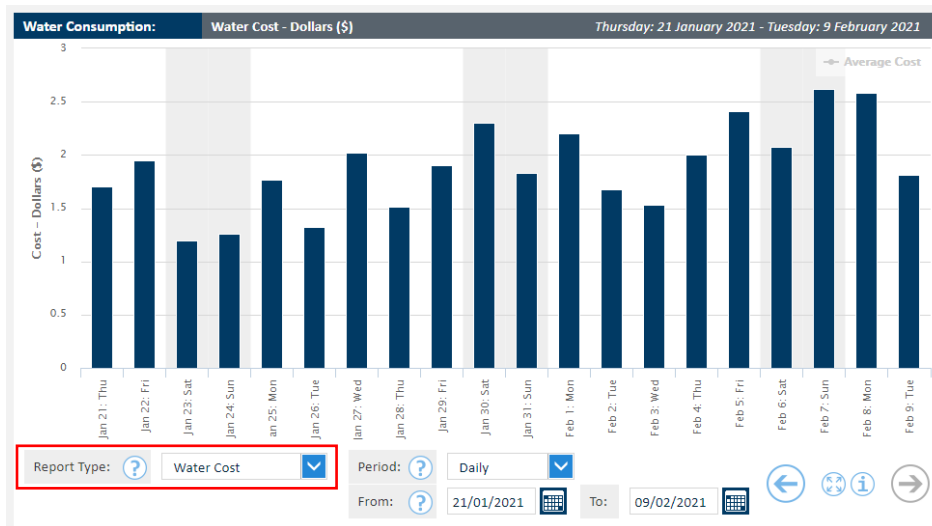 Water Consumption: Water Cost - Dollars ($) Thursday: 21 January 2021 - Tuesday: 9 February 2021
Average Cost
Cost – Dollars ($)
3
2.5
2
1.5
1
0.5
0
Jan 21: Thu
Jan 22: Fri
Jan 23: Sat
Jan 24: Sun
an 25: Mon
Jan 26: Tue
Jan 27: Wed
Jan 28: Thu
Jan 29: Fri
Jan 30: Sat
Jan 31: Sun
Feb 1: Mon
Feb 2: Tue
Feb 3: Wed
Feb 4: Thu
Feb 5: Fri
Feb 6: Sat
Feb 7: Sun
Feb 8: Mon
Feb 9: Tue
Report Type: ? Water Cost Period: ? Daily
From: ? 21/01/2021 To: 09/02/2021
i